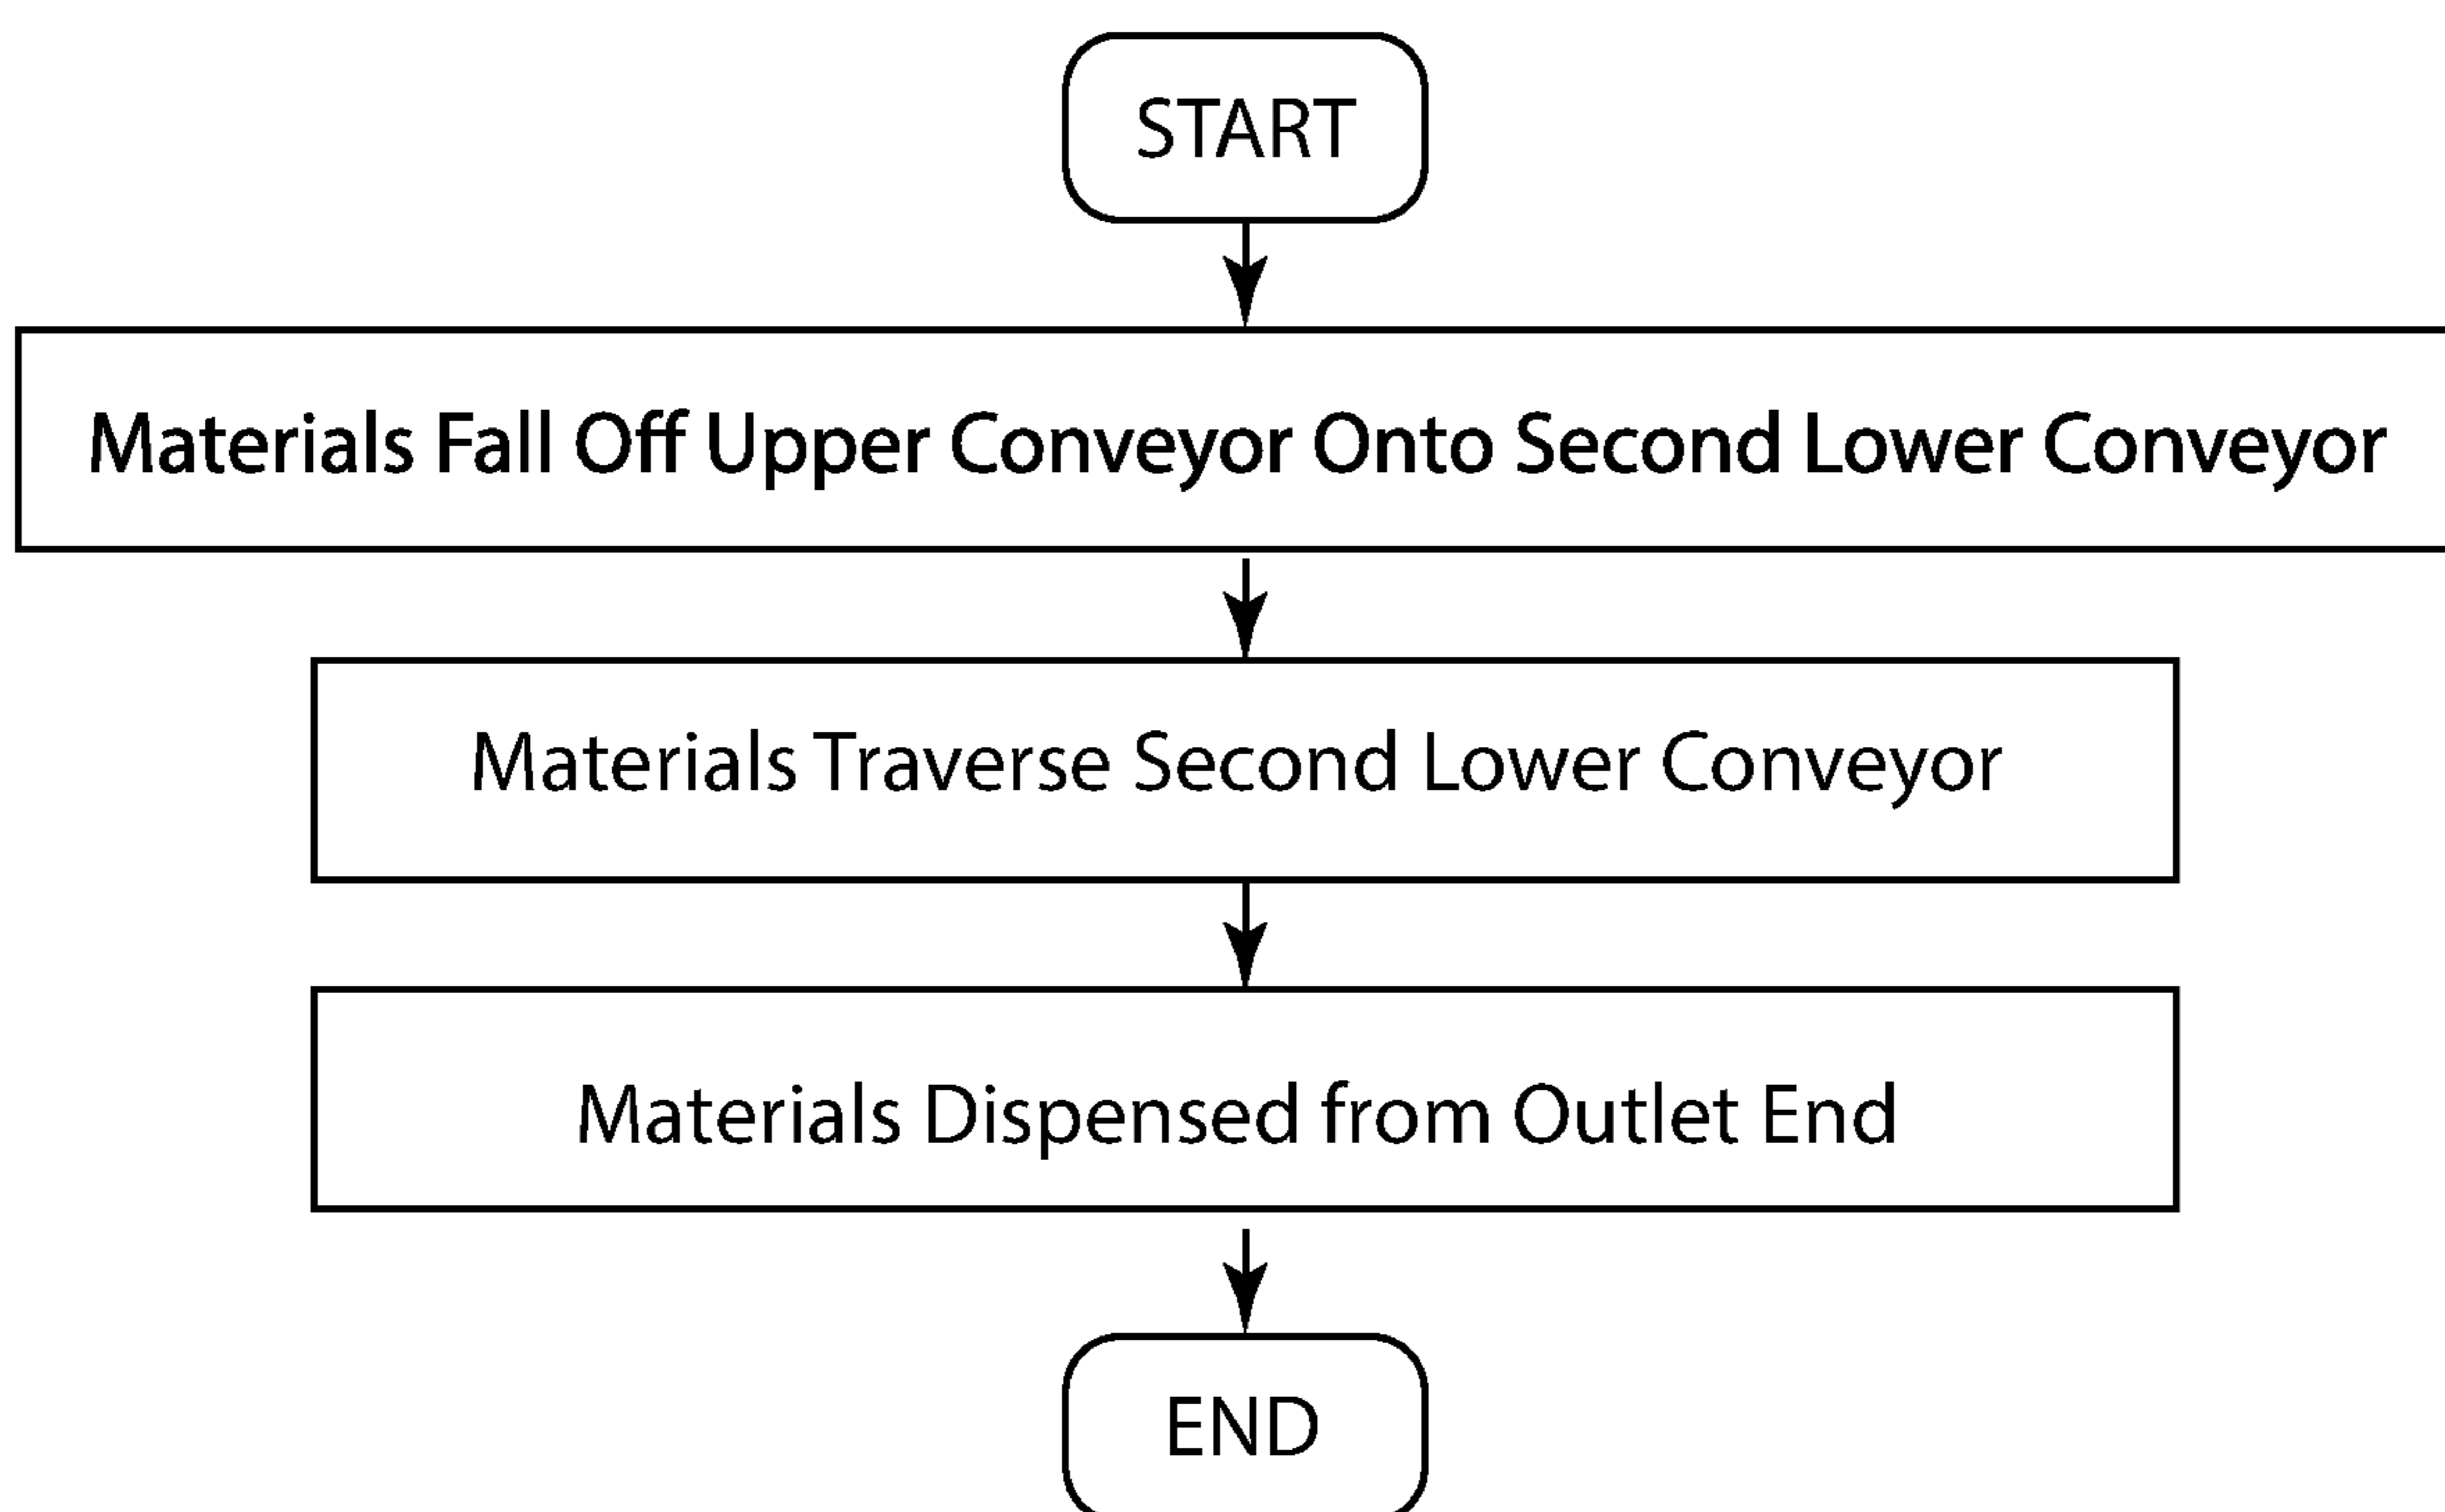 START
Materials Fall Off Upper Conveyor Onto Second Lower Conveyor
Materials Traverse Second Lower Conveyor
Materials Dispensed from Outlet End
END